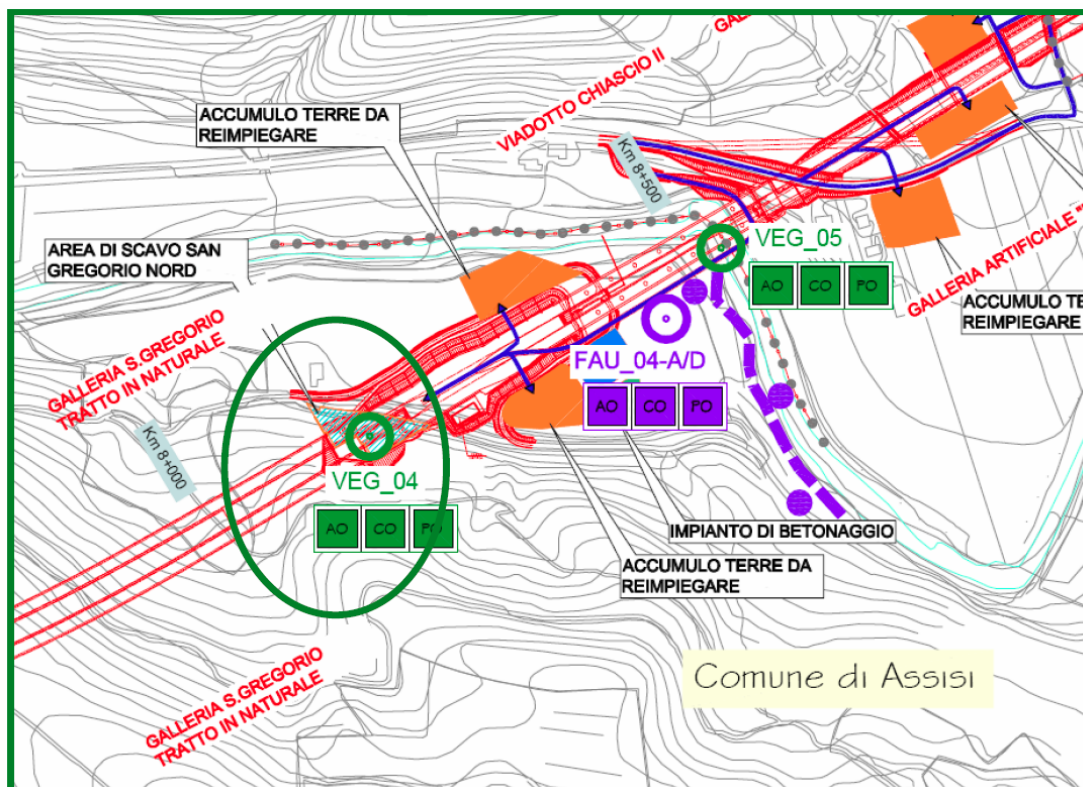 GALL
ACCUMULO TERRE DA
REIMPIEGARE
VIADOTTO CHIASCIO II
Km 8+500
AREA DI SCAVO SAN
GREGORIO NORD
VEG_05
AO CO PO
GALLERIA ARTIFICIALE
ACCUMULO TE
REIMPIEGARE
GALLERIA S.GREGORIO
TRATTO IN NATURALE
FAU_04-A/D
AO CO PO
Km 8+000
VEG_04
AO CO PO
IMPIANTO DI BETONAGGIO
ACCUMULO TERRE DA
REIMPIEGARE
GALLERIA S.GREGORIO
TRATTO IN NATURALE
Comune di Assisi